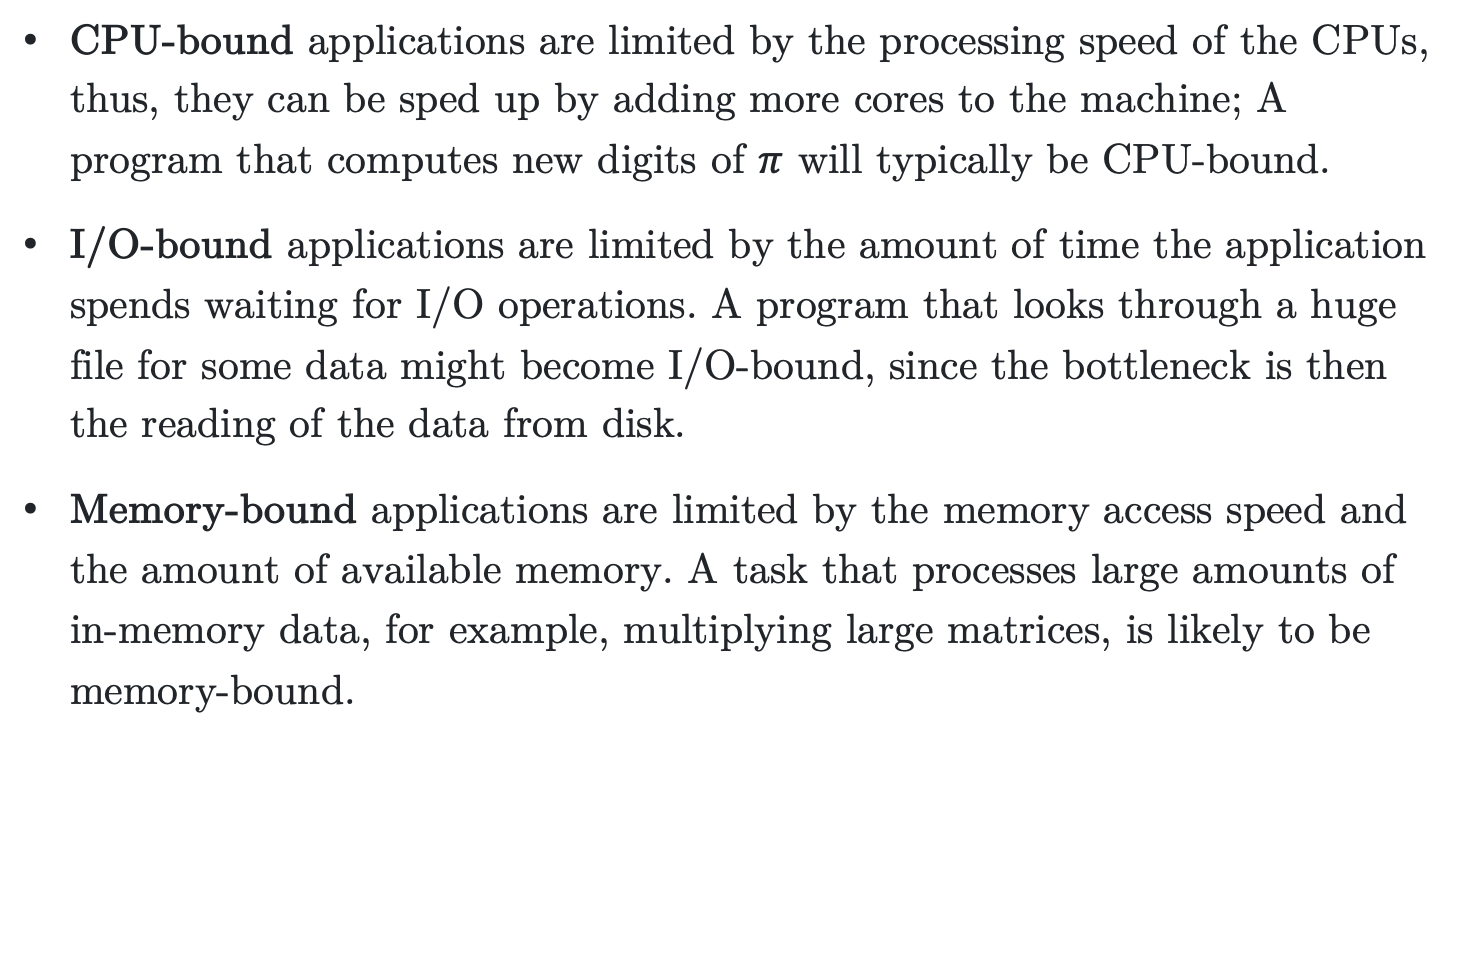 • CPU-bound applications are limited by the processing speed of the CPUs,
thus, they can be sped up by adding more cores to the machine; A
program that computes new digits of π will typically be CPU-bound.
• I/O-bound applications are limited by the amount of time the application
spends waiting for I/O operations. A program that looks through a huge
file for some data might become I/O-bound, since the bottleneck is then
the reading of the data from disk.
• Memory-bound applications are limited by the memory access speed and
the amount of available memory. A task that processes large amounts of
in-memory data, for example, multiplying large matrices, is likely to be
memory-bound.